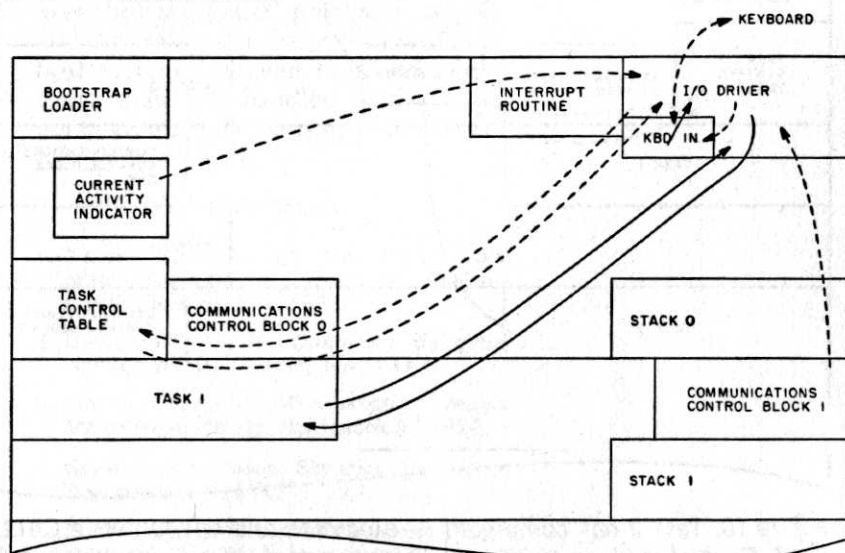 KEYBOARD
BOOTSTRAP
LOADER
INTERRUPT
ROUTINE
I/O DRIVER
KBD IN
CURRENT
ACTIVITY
INDICATOR
TASK
CONTROL
TABLE
COMMUNICATIONS
CONTROL BLOCK 0
STACK 0
TASK 1
COMMUNICATIONS
CONTROL BLOCK 1
STACK 1